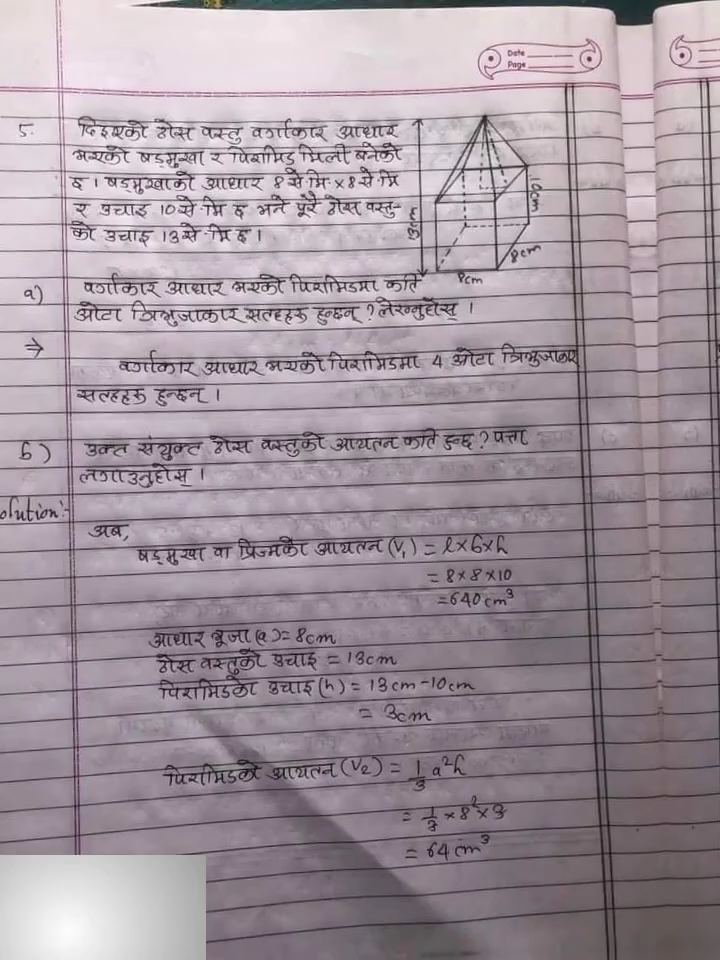 Date
Page
5. दिइएको ठोस वस्तु वर्गाकार आधार
भएको षड्मुखा र पिरामिड मिली बनेको
छ । षड्मुखाको आधार 8 से.मि. × 8 से.मि
र उचाइ 10 से.मि छ भने पूरै ठोस वस्तु-
को उचाइ 13 से.मि छ ।
10cm
13cm
8cm
8cm
a) वर्गाकार आधार भएको पिरामिडमा कति
ओटा त्रिभुजाकार सतहहरू हुन्छन् ? लेख्नुहोस् ।
⇒ वर्गाकार आधार भएको पिरामिडमा 4 ओटा त्रिभुजाकार
सतहहरू हुन्छन् ।
b) उक्त संयुक्त ठोस वस्तुको आयतन कति हुन्छ ? पत्ता
लगाउनुहोस् ।
olution:-
अब,
षड्मुखा वा प्रिज्मको आयतन (V₁) = l×b×h
= 8×8×10
= 640 cm³
आधार भूजा (a) = 8cm
ठोस वस्तुको उचाइ = 13cm
पिरामिडको उचाइ (h) = 13cm-10cm
= 3cm
पिरामिडको आयतन (V₂) = 1/3 a²h
= 1/3 × 8² × 3
= 64 cm³